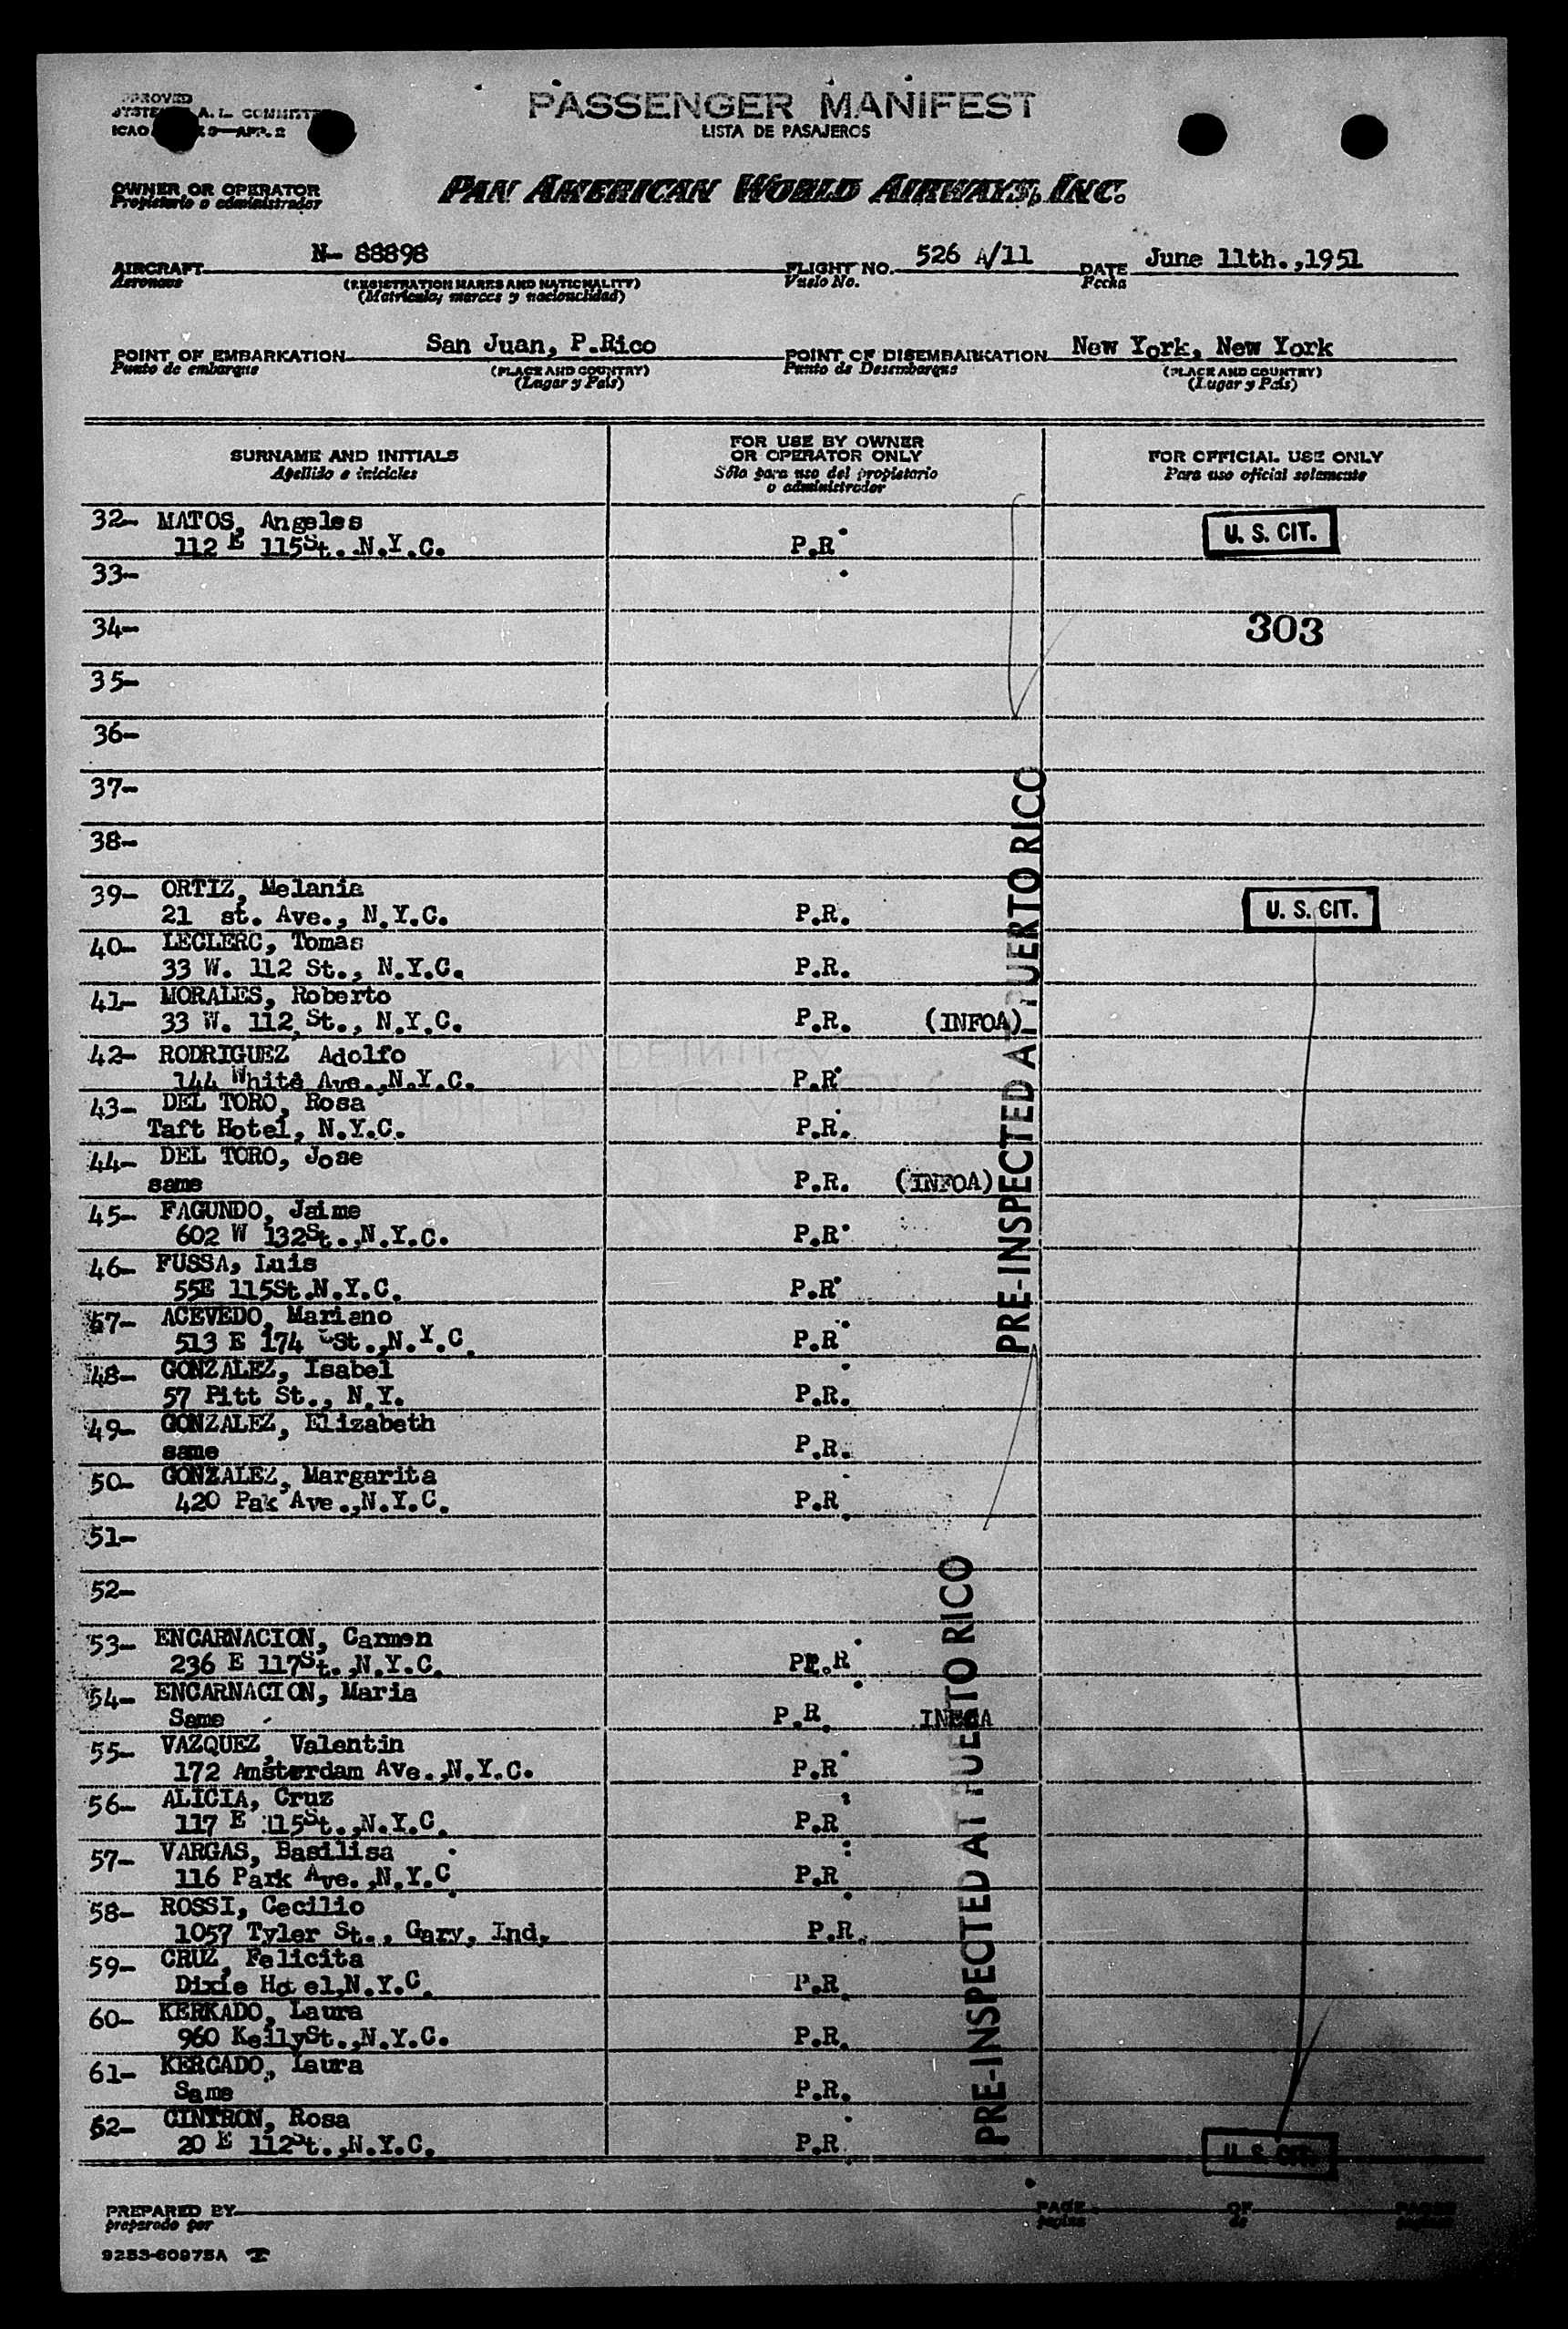 PASSENGER MANIFEST
LISTA DE PASAJEROS
OWNER OR OPERATOR
Propietario o administrador
PAN AMERICAN WORLD AIRWAYS, INC.
AIRCRAFT N- 88898 FLIGHT NO. 526 A/11 DATE June 11th.,1951
Aeronave (REGISTRATION MARKS AND NATIONALITY) Vuelo No. Fecha
(Matrícula; marcas y nacionalidad)
POINT OF EMBARKATION San Juan, P.Rico POINT OF DISEMBARKATION New York, New York
Punto de embarque (PLACE AND COUNTRY) Punto de Desembarque (PLACE AND COUNTRY)
(Lugar y País) (Lugar y País)
SURNAME AND INITIALS
Apellido e iniciales
FOR USE BY OWNER
OR OPERATOR ONLY
Sólo para uso del propietario
o administrador
FOR OFFICIAL USE ONLY
Para uso oficial solamente
32- MATOS, Angeles
112 E 115St. N.Y.C. P.R. U. S. CIT.
33-
34- 303
35-
36-
37-
38-
39- ORTIZ, Melania
21 st. Ave., N.Y.C. P.R. U. S. CIT.
40- LECLERC, Tomas
33 W. 112 St., N.Y.C. P.R.
41- MORALES, Roberto
33 W. 112 St., N.Y.C. P.R. (INFOA)
42- RODRIGUEZ Adolfo
144 White Ave., N.Y.C. P.R.
43- DEL TORO, Rosa
Taft Hotel, N.Y.C. P.R.
44- DEL TORO, Jose
same P.R. (INFOA)
45- FAGUNDO, Jaime
602 W 132St.,N.Y.C. P.R.
46- FUSSA, Luis
55E 115St.N.Y.C. P.R.
47- ACEVEDO, Mariano
513 E 174 St.,N.Y.C. P.R.
48- GONZALEZ, Isabel
57 Pitt St., N.Y. P.R.
49- GONZALEZ, Elizabeth
same P.R.
50- GONZALEZ, Margarita
420 Pak Ave.,N.Y.C. P.R.
51-
52-
53- ENCARNACION, Carmen
236 E 117St.,N.Y.C. PR.R
54- ENCARNACION, Maria
Same P.R. INFOA
55- VAZQUEZ, Valentin
172 Amsterdam Ave.,N.Y.C. P.R.
56- ALICIA, Cruz
117 E 115St.,N.Y.C. P.R.
57- VARGAS, Basilisa
116 Park Ave.,N.Y.C P.R.
58- ROSSI, Cecilio
1057 Tyler St., Gary, Ind. P.R.
59- CRUZ, Felicita
Dixie Hotel,N.Y.C. P.R.
60- KERKADO, Laura
960 KellySt.,N.Y.C. P.R.
61- KERCADO, Laura
Same P.R.
62- CINTRON, Rosa
20 E 112St.,N.Y.C. P.R. U. S. CIT.
PRE-INSPECTED AT PUERTO RICO
PRE-INSPECTED AT PUERTO RICO
PREPARED BY PAGE OF PAGES
preparado por página de
9253-60975A